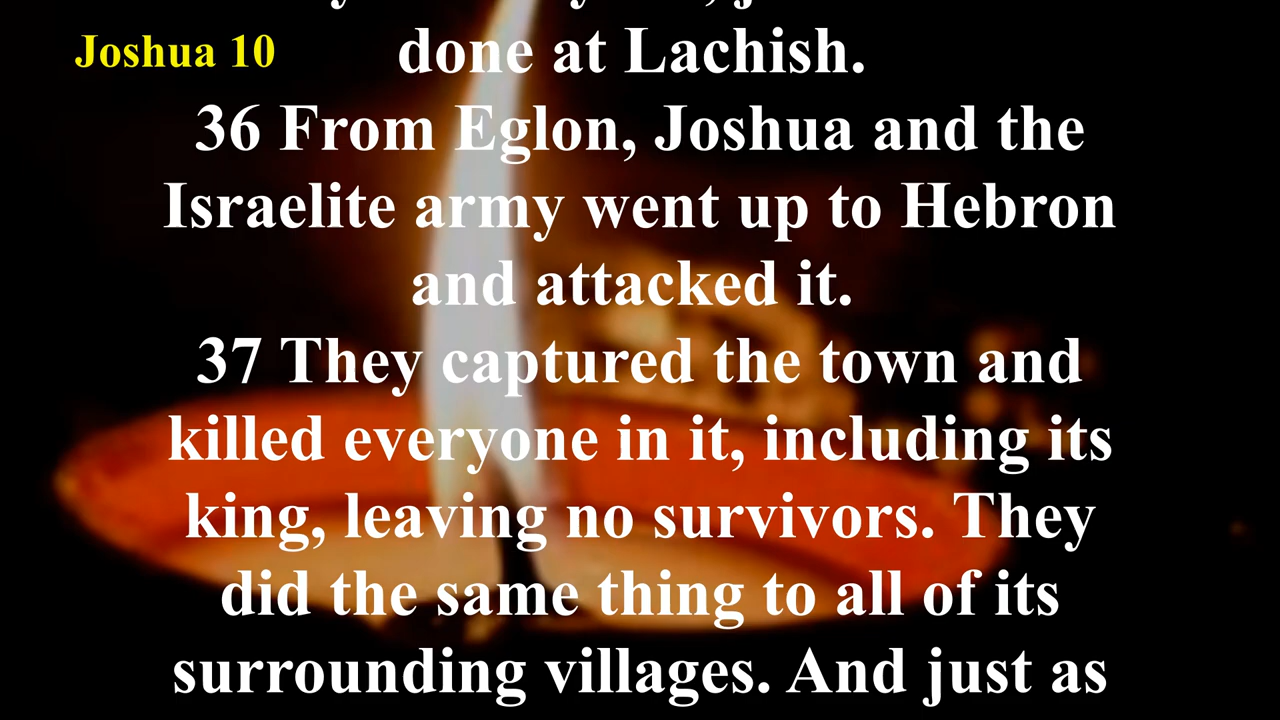 Joshua 10
done at Lachish.
36 From Eglon, Joshua and the
Israelite army went up to Hebron
and attacked it.
37 They captured the town and
killed everyone in it, including its
king, leaving no survivors. They
did the same thing to all of its
surrounding villages. And just as